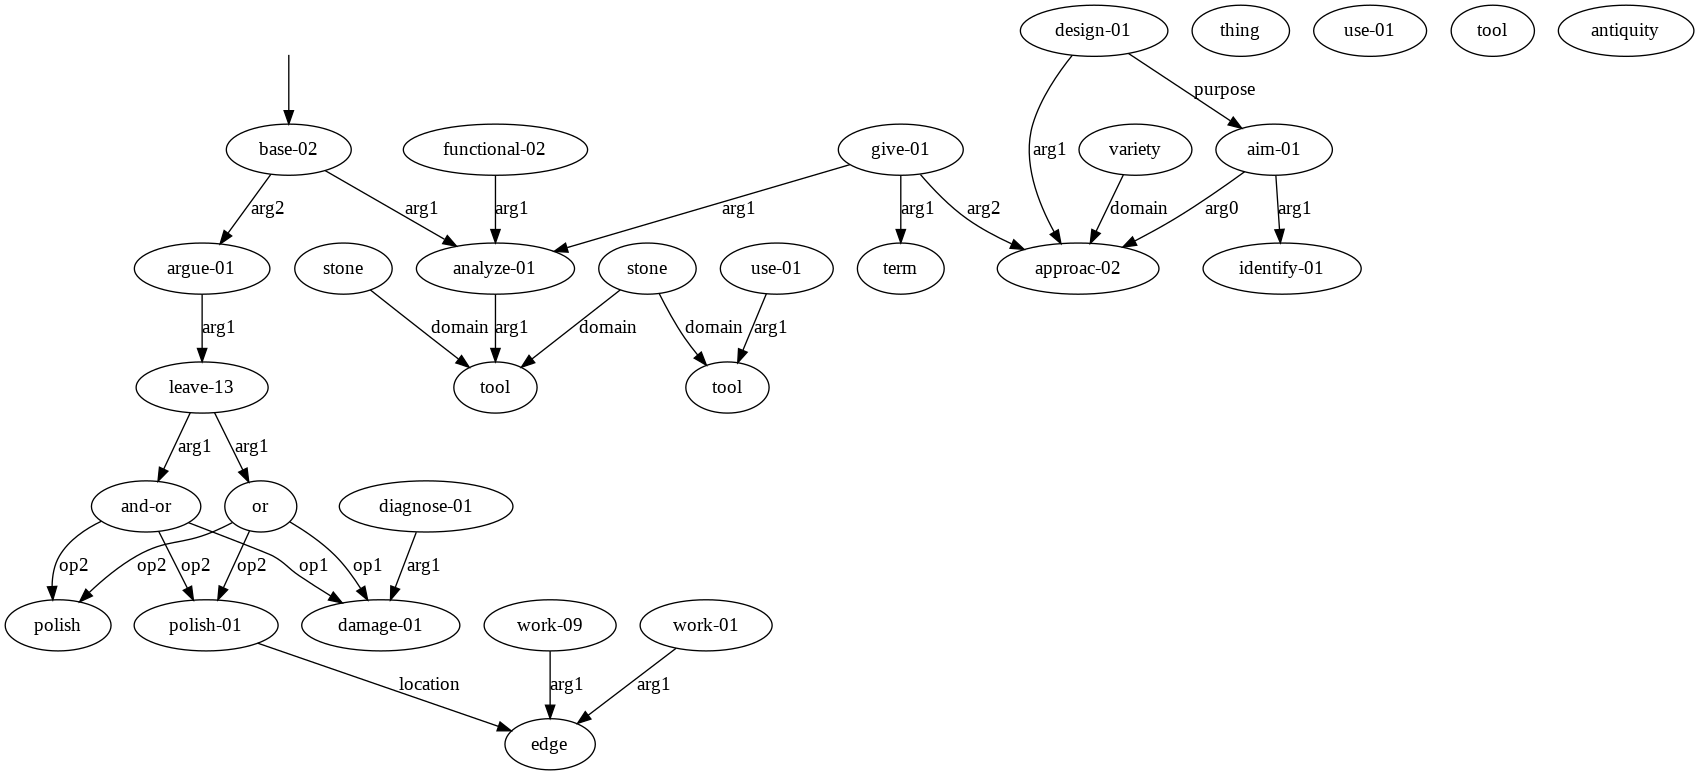 design-01 thing use-01 tool antiquity
purpose
base-02 functional-02 give-01 arg1 variety aim-01
arg2 arg1 arg1 arg1 arg1 arg2 domain arg0 arg1
argue-01 stone analyze-01 stone use-01 term approac-02 identify-01
arg1 domain arg1 domain domain arg1
leave-13 tool tool
arg1 arg1
and-or or diagnose-01
op2 op2 op2 op2 op1 op1 arg1
polish polish-01 damage-01 work-09 work-01
location arg1 arg1
edge